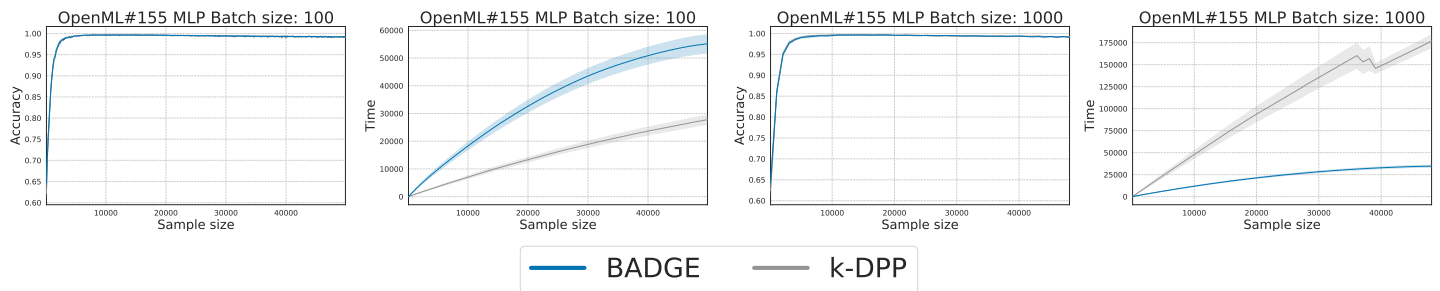 OpenML#155 MLP Batch size: 100
1.00
0.95
0.90
0.85
0.80
0.75
0.70
0.65
0.60
Accuracy
10000 20000 30000 40000
Sample size
OpenML#155 MLP Batch size: 100
60000
50000
40000
30000
20000
10000
0
Time
10000 20000 30000 40000
Sample size
OpenML#155 MLP Batch size: 1000
1.00
0.95
0.90
0.85
0.80
0.75
0.70
0.65
0.60
Accuracy
10000 20000 30000 40000
Sample size
OpenML#155 MLP Batch size: 1000
175000
150000
125000
100000
75000
50000
25000
0
Time
10000 20000 30000 40000
Sample size
BADGE k-DPP